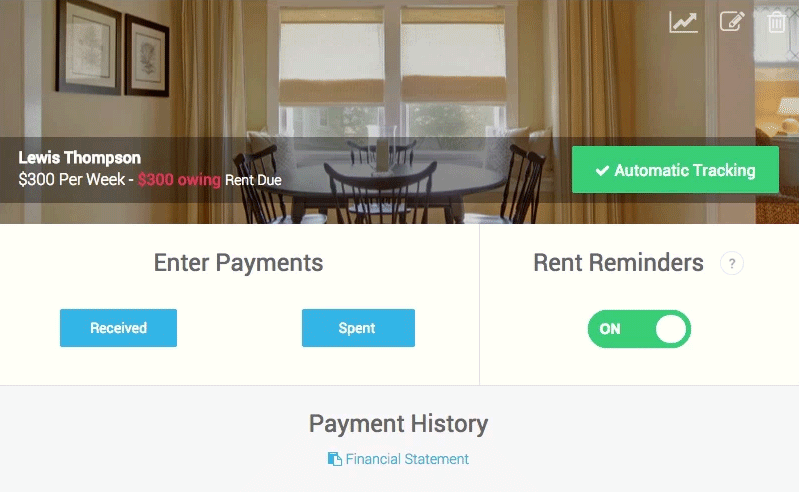 Lewis Thompson
$300 Per Week - $300 owing Rent Due
Automatic Tracking
Enter Payments
Rent Reminders ?
Received
Spent
ON
Payment History
Financial Statement